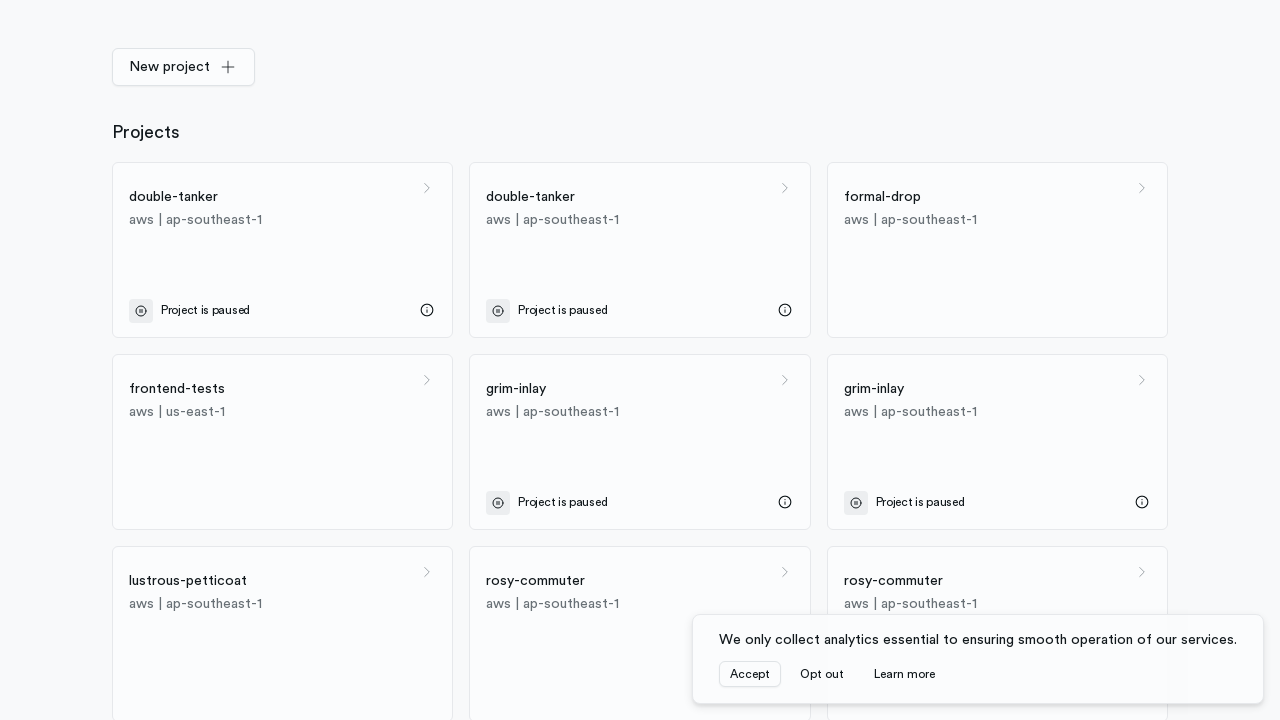 New project
Projects
double-tanker
aws | ap-southeast-1
Project is paused
double-tanker
aws | ap-southeast-1
Project is paused
formal-drop
aws | ap-southeast-1
frontend-tests
aws | us-east-1
grim-inlay
aws | ap-southeast-1
Project is paused
grim-inlay
aws | ap-southeast-1
Project is paused
lustrous-petticoat
aws | ap-southeast-1
rosy-commuter
aws | ap-southeast-1
rosy-commuter
aws | ap-southeast-1
We only collect analytics essential to ensuring smooth operation of our services.
Accept Opt out Learn more